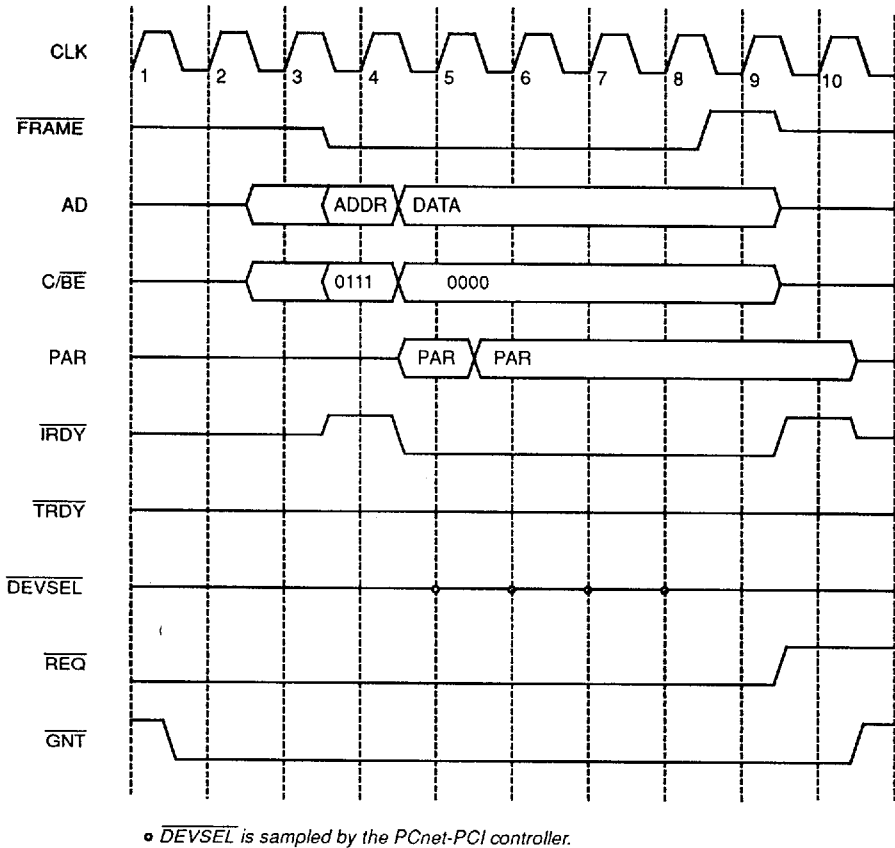 CLK
1 2 3 4 5 6 7 8 9 10
FRAME
AD
ADDR DATA
C/BE
0111 0000
PAR
PAR PAR
IRDY
TRDY
DEVSEL
REQ
GNT
DEVSEL is sampled by the PCnet-PCI controller.